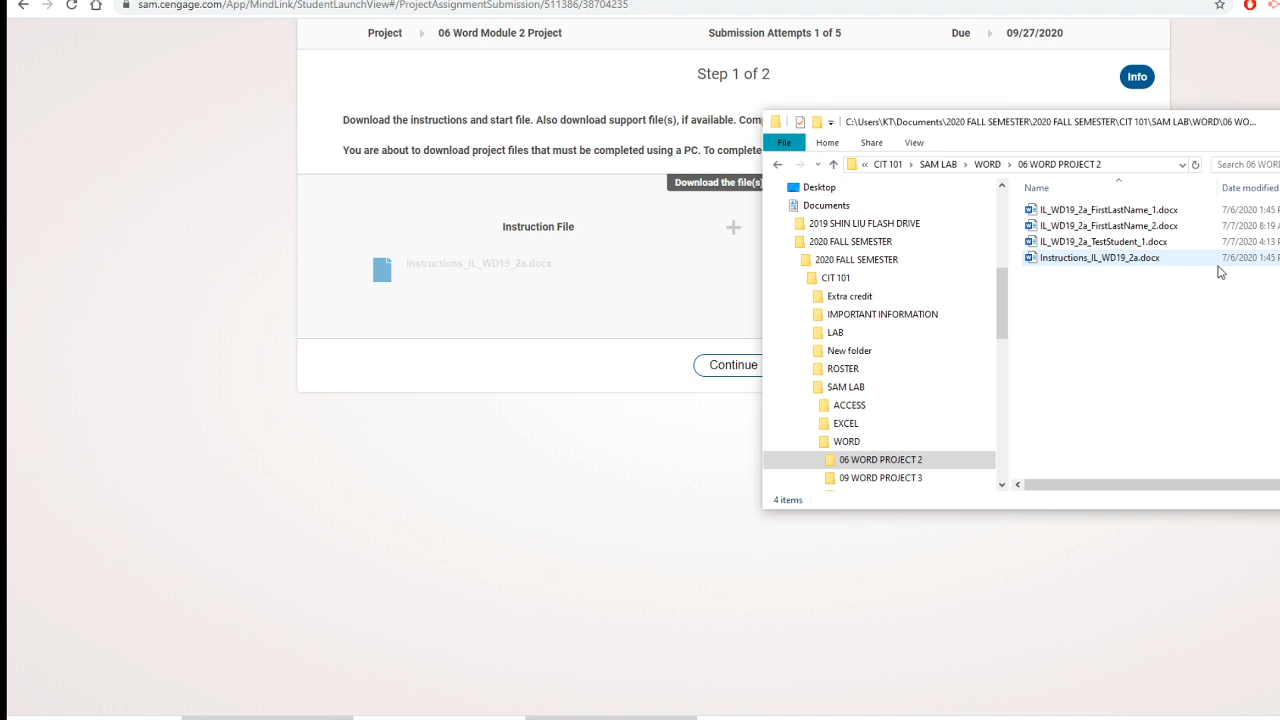 sam.cengage.com/App/MindLink/StudentLaunchView#/ProjectAssignmentSubmission/511386/38704235
Project 06 Word Module 2 Project Submission Attempts 1 of 5 Due 09/27/2020
Step 1 of 2
Info
Download the instructions and start file. Also download support file(s), if available. Com
You are about to download project files that must be completed using a PC. To complete
Download the file(s)
Instruction File
Instructions_IL_WD19_2a.docx
Continue
C:\Users\KT\Documents\2020 FALL SEMESTER\2020 FALL SEMESTER\CIT 101\SAM LAB\WORD\06 WO...
File Home Share View
« CIT 101 › SAM LAB › WORD › 06 WORD PROJECT 2
Search 06 WORD
Desktop
Documents
2019 SHIN LIU FLASH DRIVE
2020 FALL SEMESTER
2020 FALL SEMESTER
CIT 101
Extra credit
IMPORTANT INFORMATION
LAB
New folder
ROSTER
SAM LAB
ACCESS
EXCEL
WORD
06 WORD PROJECT 2
09 WORD PROJECT 3
Name Date modified
IL_WD19_2a_FirstLastName_1.docx 7/6/2020 1:45 P
IL_WD19_2a_FirstLastName_2.docx 7/7/2020 8:19 A
IL_WD19_2a_TestStudent_1.docx 7/7/2020 4:13 P
Instructions_IL_WD19_2a.docx 7/6/2020 1:45 P
4 items